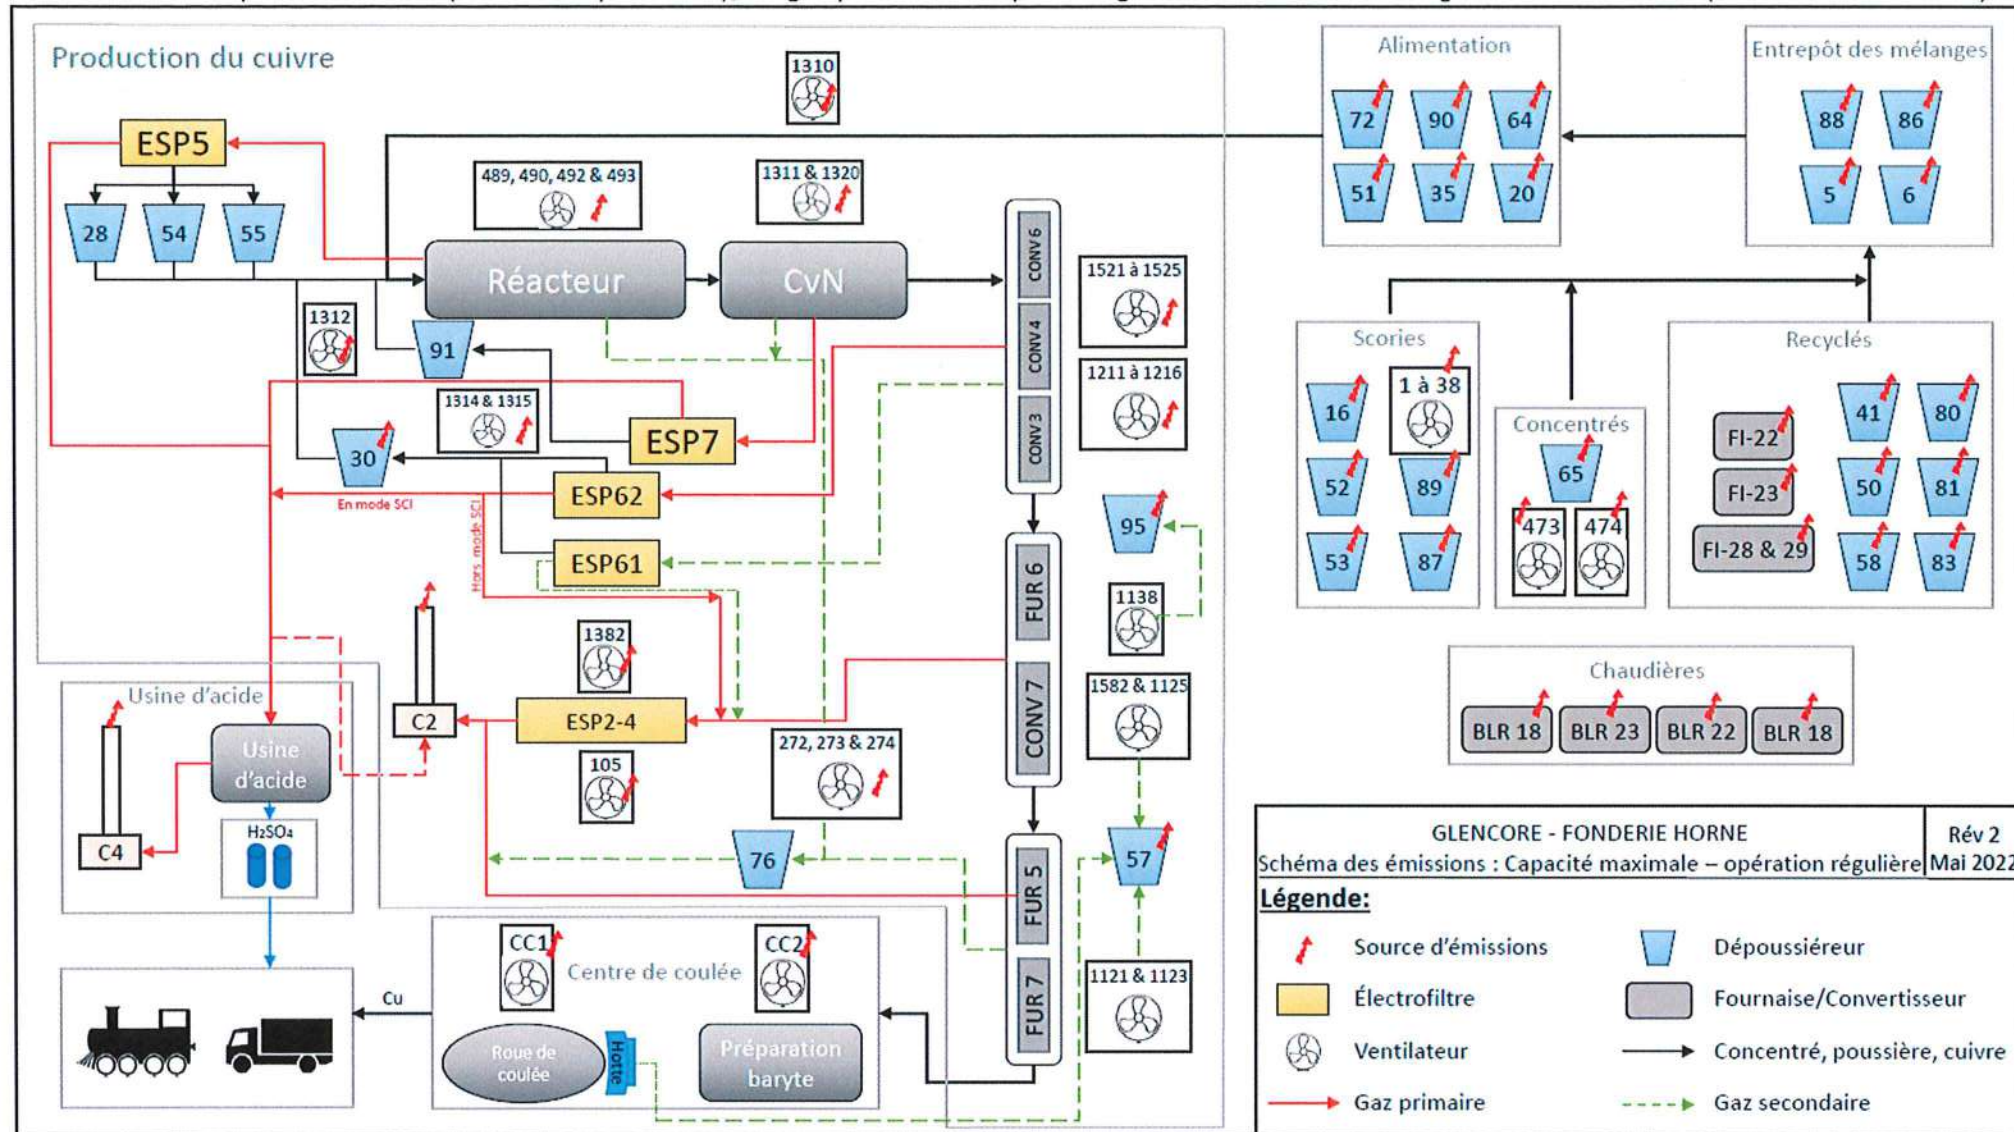 Production du cuivre
1310
ESP5
28
54
55
489, 490, 492 & 493
1311 & 1320
Réacteur
CvN
1312
91
1314 & 1315
30
ESP7
ESP62
ESP61
En mode SCI
Hors mode SCI
CONV 6
CONV 4
CONV 3
1521 à 1525
1211 à 1216
FUR 6
CONV 7
95
1138
1582 & 1125
1382
C2
ESP2-4
105
272, 273 & 274
76
57
FUR 5
FUR 7
1121 & 1123
Usine d'acide
Usine
d'acide
C4
H₂SO₄
Cu
CC1
Centre de coulée
CC2
Roue de
coulée
Hotte
Préparation
baryte
Alimentation
72
90
64
51
35
20
Entrepôt des mélanges
88
86
5
6
Scories
16
1 à 38
52
89
53
87
Concentrés
65
473
474
Recyclés
FI-22
FI-23
FI-28 & 29
41
80
50
81
58
83
Chaudières
BLR 18
BLR 23
BLR 22
BLR 18
GLENCORE - FONDERIE HORNE
Schéma des émissions : Capacité maximale – opération régulière
Rév 2
Mai 2022
Légende:
Source d'émissions
Dépoussiéreur
Électrofiltre
Fournaise/Convertisseur
Ventilateur
Concentré, poussière, cuivre
Gaz primaire
Gaz secondaire